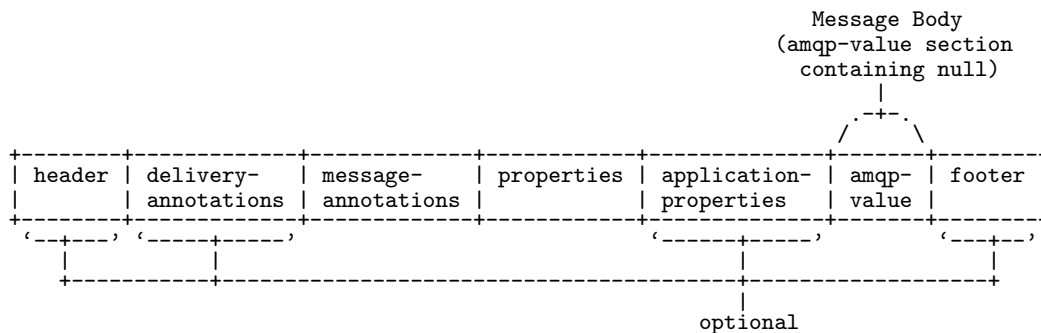 Message Body
(amqp-value section
containing null)
header delivery- message- properties application- amqp- footer
annotations annotations properties value
optional